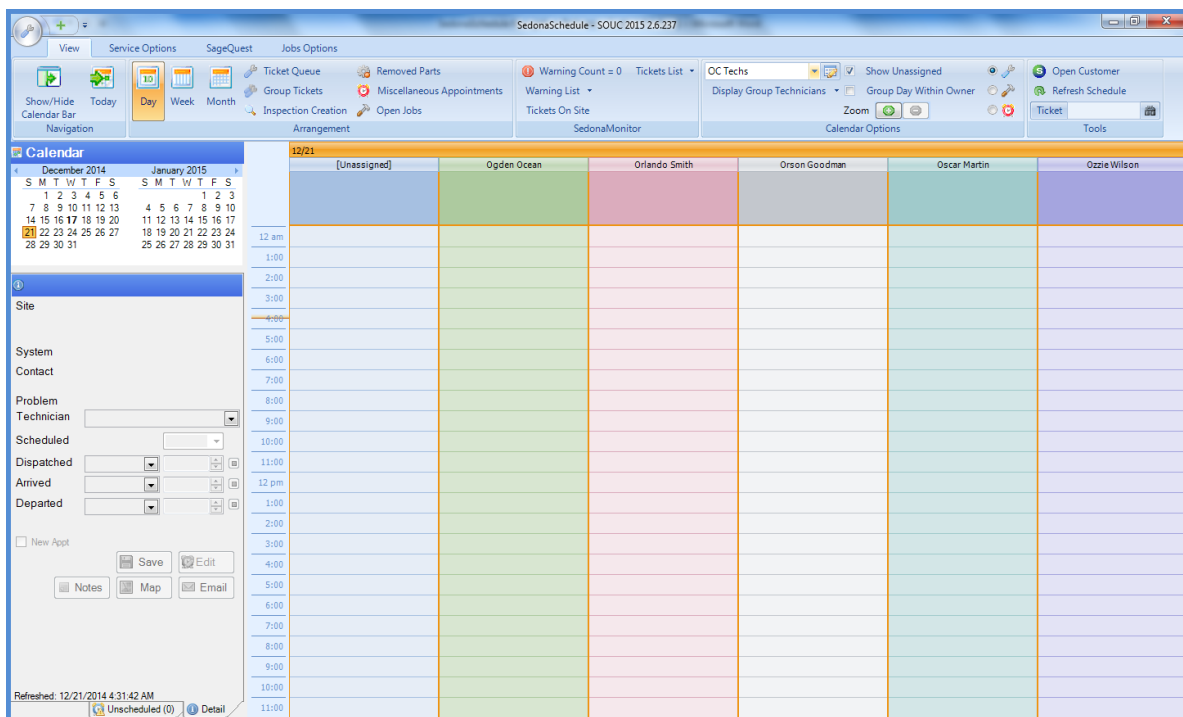 SedonaSchedule - SOUC 2015 2.6.237
View Service Options SageQuest Jobs Options
Show/Hide Calendar Bar
Today
Navigation
Day
Week
Month
Ticket Queue
Group Tickets
Inspection Creation
Removed Parts
Miscellaneous Appointments
Open Jobs
Arrangement
Warning Count = 0 Tickets List
Warning List
Tickets On Site
SedonaMonitor
OC Techs Show Unassigned
Display Group Technicians Group Day Within Owner
Zoom
Calendar Options
Open Customer
Refresh Schedule
Ticket
Tools
Calendar
December 2014
S M T W T F S
1 2 3 4 5 6
7 8 9 10 11 12 13
14 15 16 17 18 19 20
21 22 23 24 25 26 27
28 29 30 31
January 2015
S M T W T F S
1 2 3
4 5 6 7 8 9 10
11 12 13 14 15 16 17
18 19 20 21 22 23 24
25 26 27 28 29 30 31
Site
System
Contact
Problem
Technician
Scheduled
Dispatched
Arrived
Departed
New Appt
Save Edit
Notes Map Email
Refreshed: 12/21/2014 4:31:42 AM
Unscheduled (0) Detail
12/21
[Unassigned] Ogden Ocean Orlando Smith Orson Goodman Oscar Martin Ozzie Wilson
12 am
1:00
2:00
3:00
4:00
5:00
6:00
7:00
8:00
9:00
10:00
11:00
12 pm
1:00
2:00
3:00
4:00
5:00
6:00
7:00
8:00
9:00
10:00
11:00